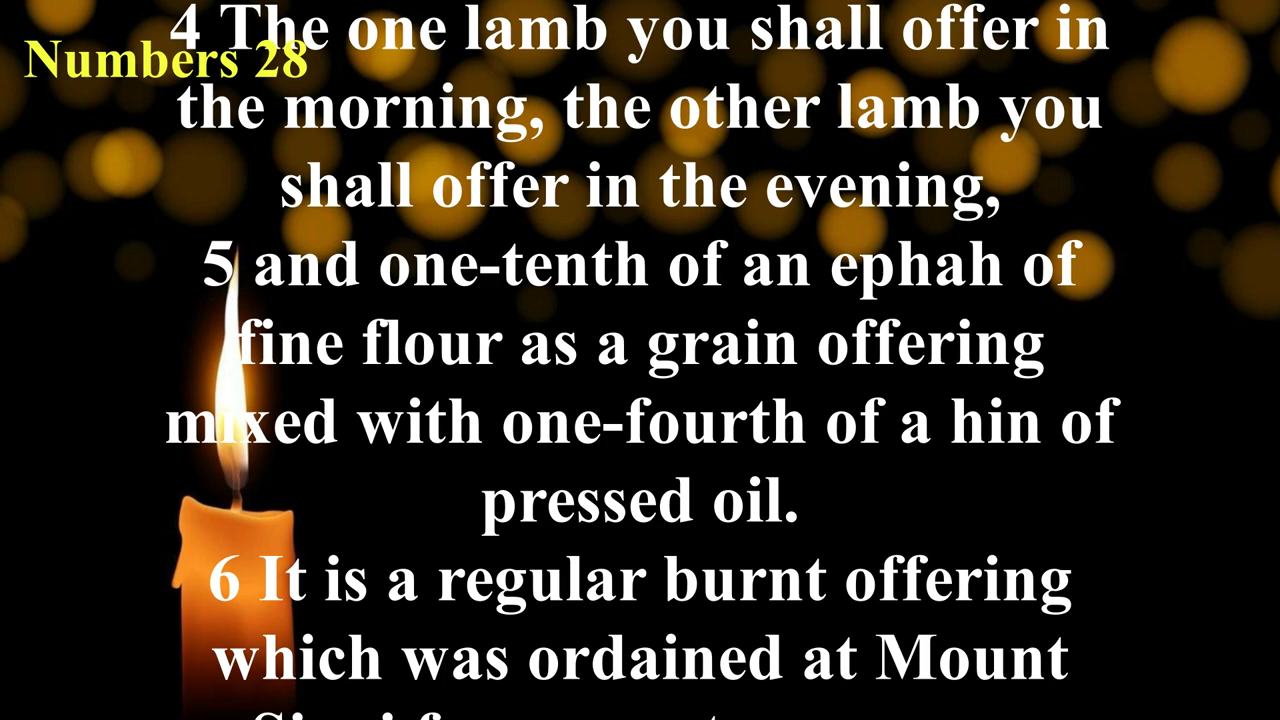 Numbers 28
4 The one lamb you shall offer in
the morning, the other lamb you
shall offer in the evening,
5 and one-tenth of an ephah of
fine flour as a grain offering
mixed with one-fourth of a hin of
pressed oil.
6 It is a regular burnt offering
which was ordained at Mount